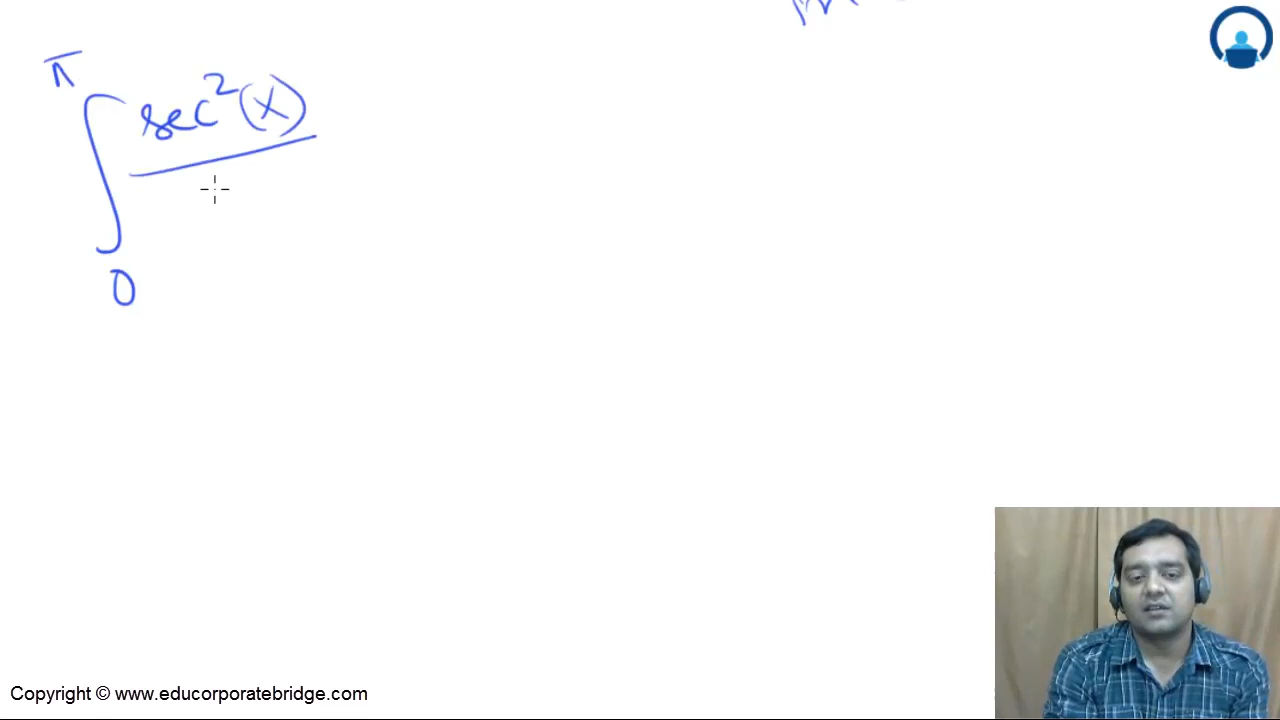 π
∫ sec²(x)
0
Copyright © www.educorporatebridge.com